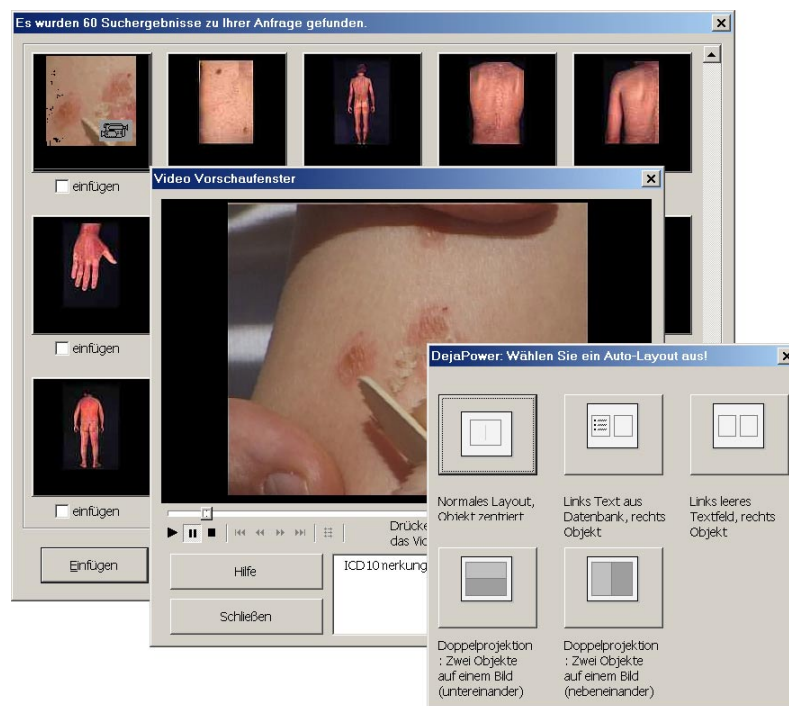 Es wurden 60 Suchergebnisse zu Ihrer Anfrage gefunden.
einfügen
einfügen
einfügen
Einfügen
Video Vorschaufenster
Drücke
das Vid
Hilfe
Schließen
ICD10 nerkung
DejaPower: Wählen Sie ein Auto-Layout aus!
Normales Layout,
Objekt zentriert
Links Text aus
Datenbank, rechts
Objekt
Links leeres
Textfeld, rechts
Objekt
Doppelprojektion
: Zwei Objekte
auf einem Bild
(untereinander)
Doppelprojektion
: Zwei Objekte
auf einem Bild
(nebeneinander)